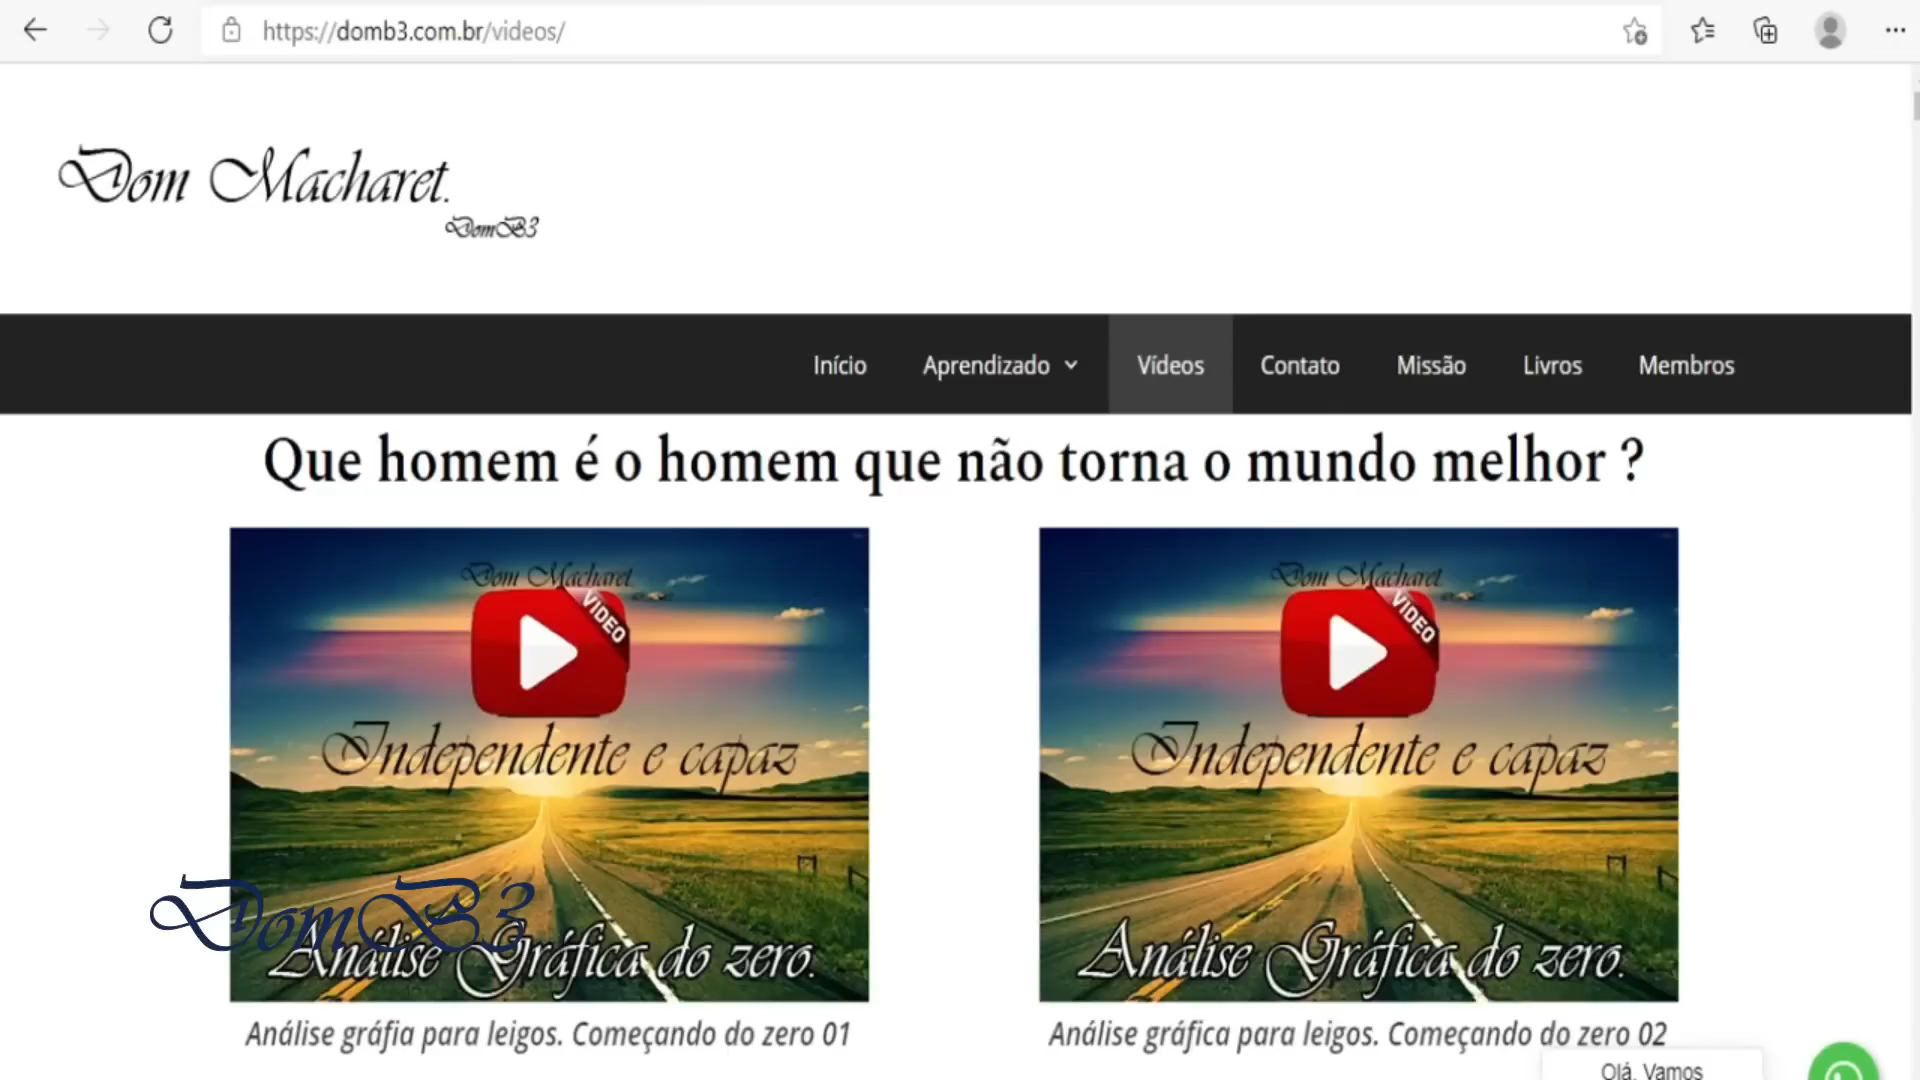 https://domb3.com.br/videos/
Dom Macharet.
DomB3
Início Aprendizado Vídeos Contato Missão Livros Membros
Que homem é o homem que não torna o mundo melhor ?
Dom Macharet.
VIDEO
Independente e capaz
Análise Gráfica do zero.
Análise gráfia para leigos. Começando do zero 01
Dom Macharet.
VIDEO
Independente e capaz
Análise Gráfica do zero.
Análise gráfica para leigos. Começando do zero 02
DomB3
Olá. Vamos